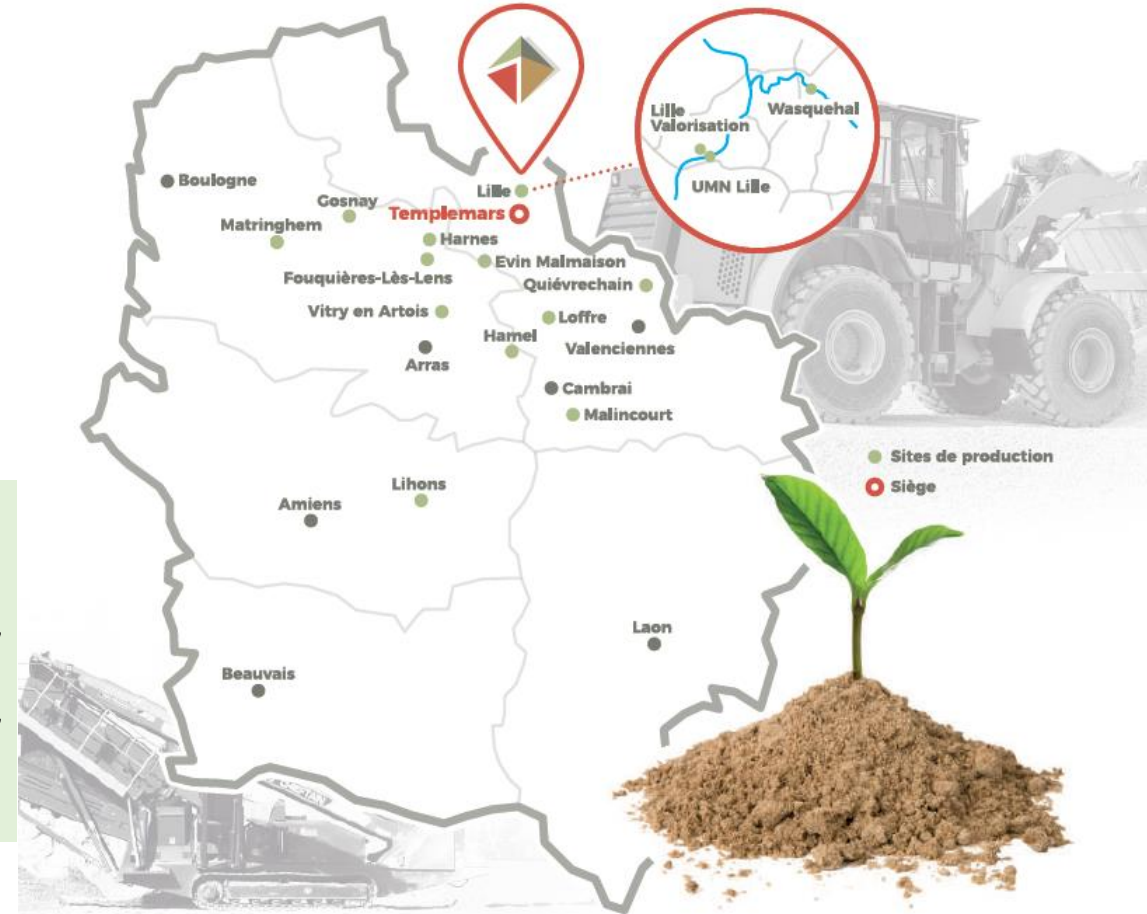 Boulogne
Gosnay
Matringhem
Lille
Templemars
Harnes
Fouquières-Lès-Lens
Evin Malmaison
Quiévrechain
Vitry en Artois
Loffre
Hamel
Valenciennes
Arras
Cambrai
Malincourt
Lihons
Amiens
Laon
Beauvais
Lille
Valorisation
Wasquehal
UMN Lille
Sites de production
Siège